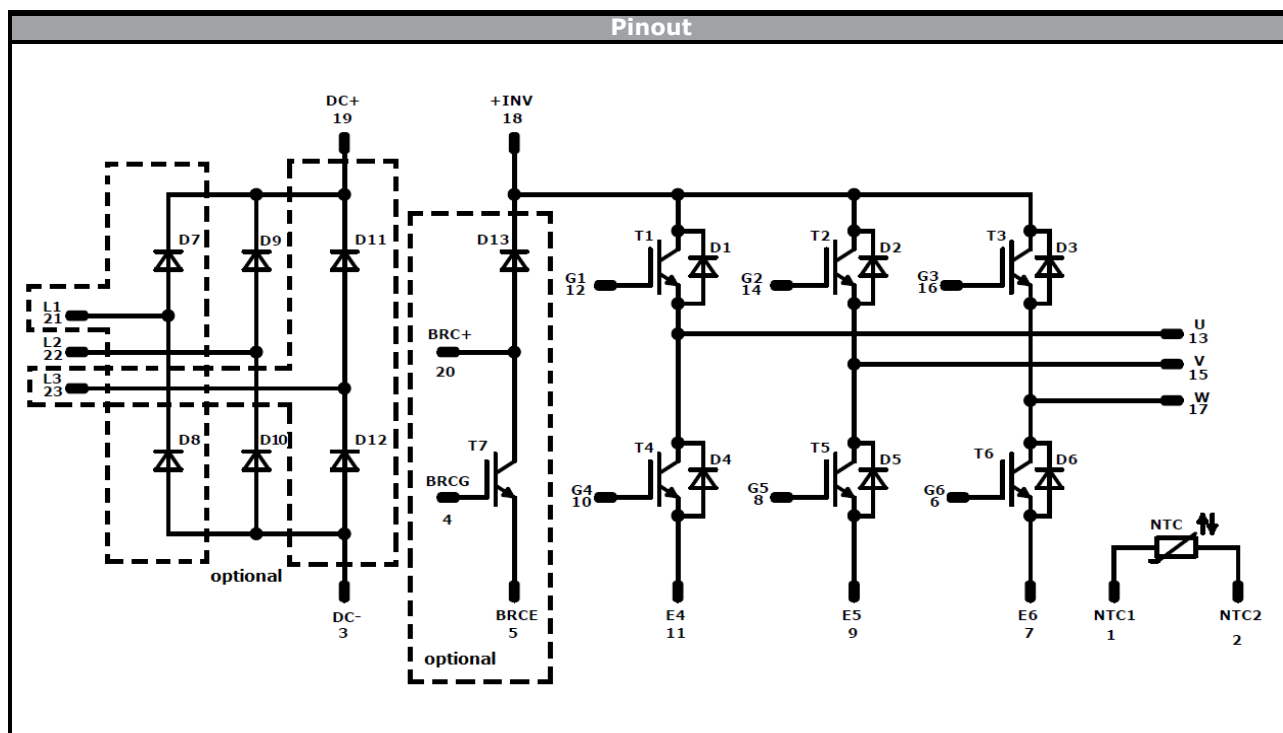 Pinout
DC+
19
+INV
18
D7
D9
D11
D13
T1
D1
T2
D2
T3
D3
G1
12
G2
14
G3
16
L1
21
L2
22
L3
23
BRC+
20
U
13
V
15
W
17
D8
D10
D12
T7
BRCG
4
T4
D4
T5
D5
T6
D6
G4
10
G5
8
G6
6
NTC
optional
DC-
3
BRCE
5
E4
11
E5
9
E6
7
NTC1
1
NTC2
2
optional